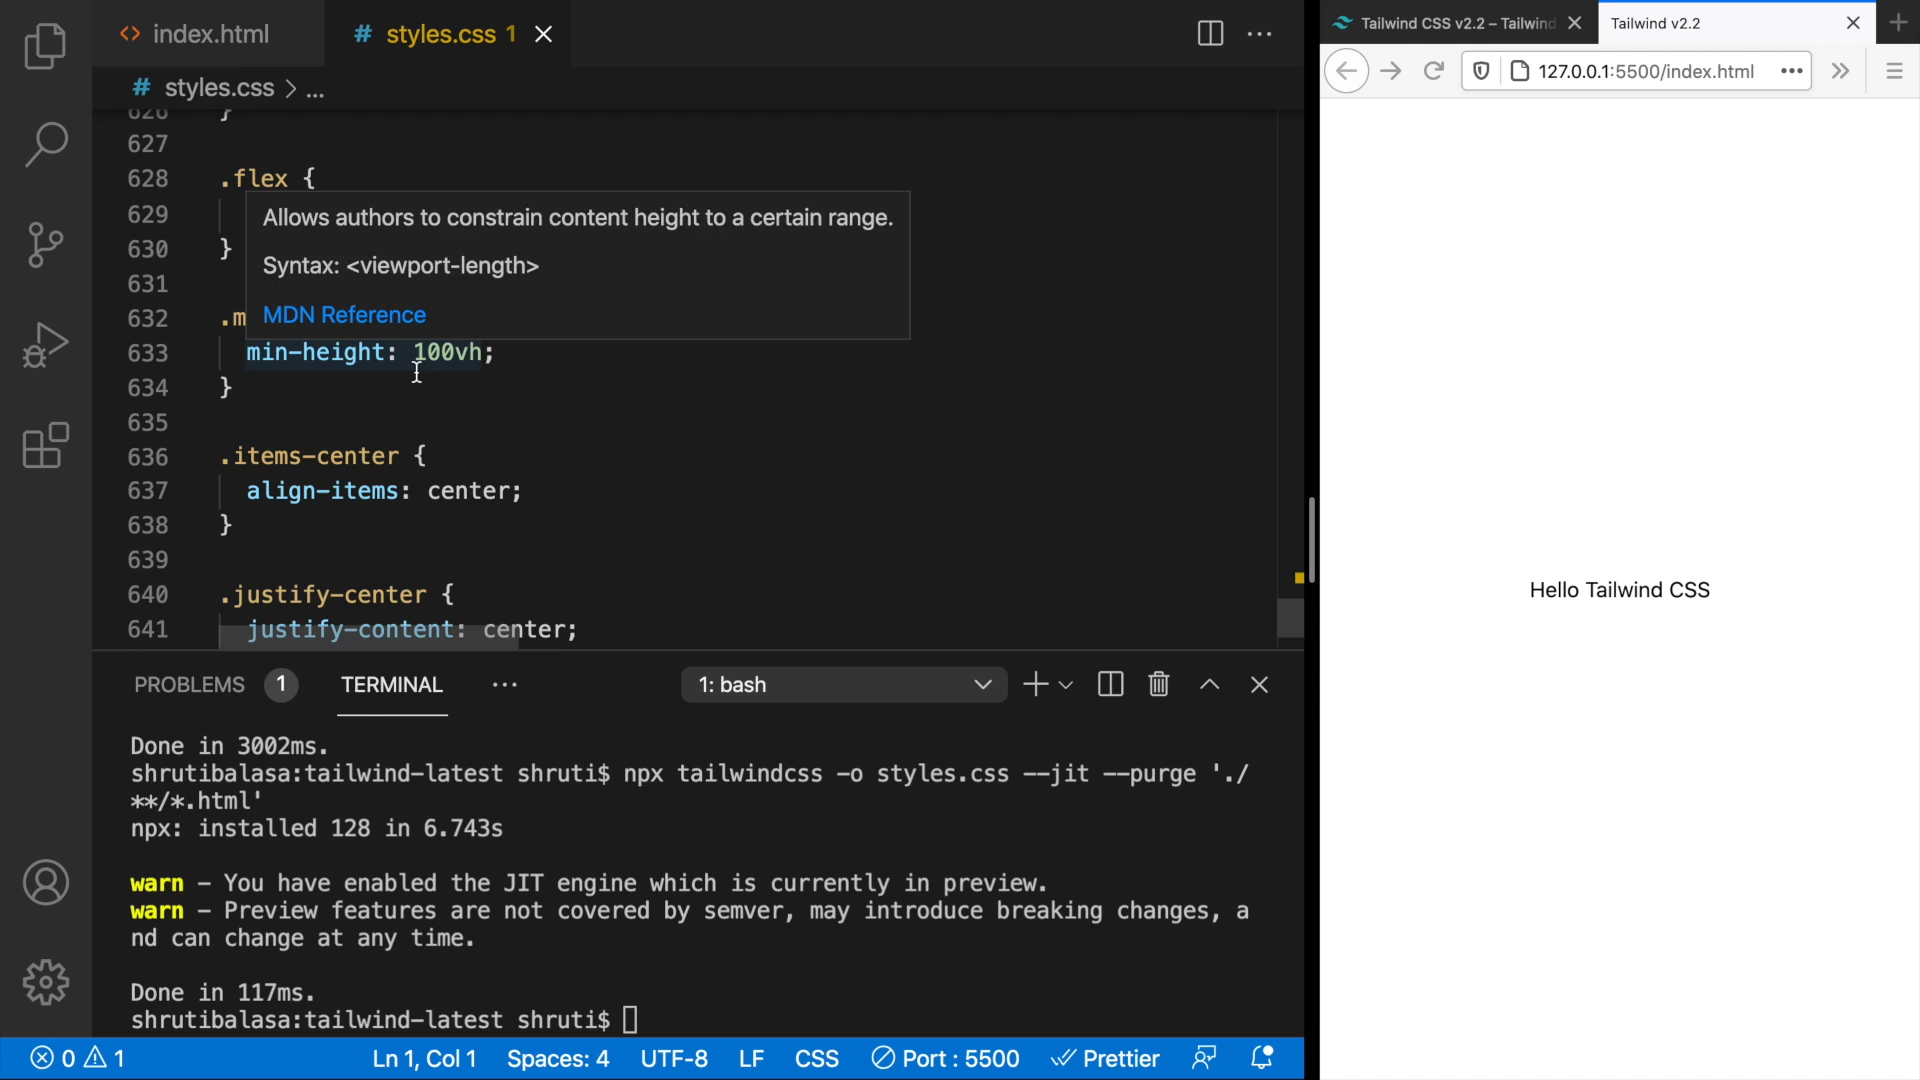 index.html
# styles.css 1
# styles.css > ...
626 }
627
628 .flex {
629
630 }
631
632 .m
633 min-height: 100vh;
634 }
635
636 .items-center {
637 align-items: center;
638 }
639
640 .justify-center {
641 justify-content: center;
Allows authors to constrain content height to a certain range.
Syntax: <viewport-length>
MDN Reference
PROBLEMS 1 TERMINAL ... 1: bash
Done in 3002ms.
shrutibalasa:tailwind-latest shruti$ npx tailwindcss -o styles.css --jit --purge './
**/*.html'
npx: installed 128 in 6.743s
warn - You have enabled the JIT engine which is currently in preview.
warn - Preview features are not covered by semver, may introduce breaking changes, a
nd can change at any time.
Done in 117ms.
shrutibalasa:tailwind-latest shruti$
0 1 Ln 1, Col 1 Spaces: 4 UTF-8 LF CSS Port : 5500 Prettier
Tailwind CSS v2.2 – Tailwind
Tailwind v2.2
127.0.0.1:5500/index.html
Hello Tailwind CSS